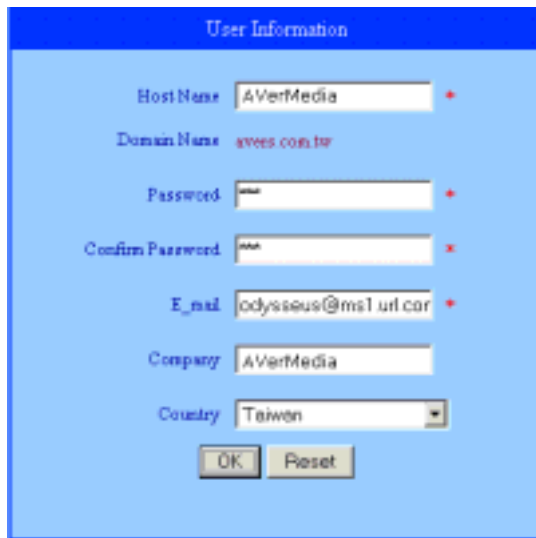 User Information
Host Name AVerMedia *
Domain Name avees.com.tw
Password *** *
Confirm Password *** *
E_mail odysseus@ms1.url.com *
Company AVerMedia
Country Taiwan
OK Reset